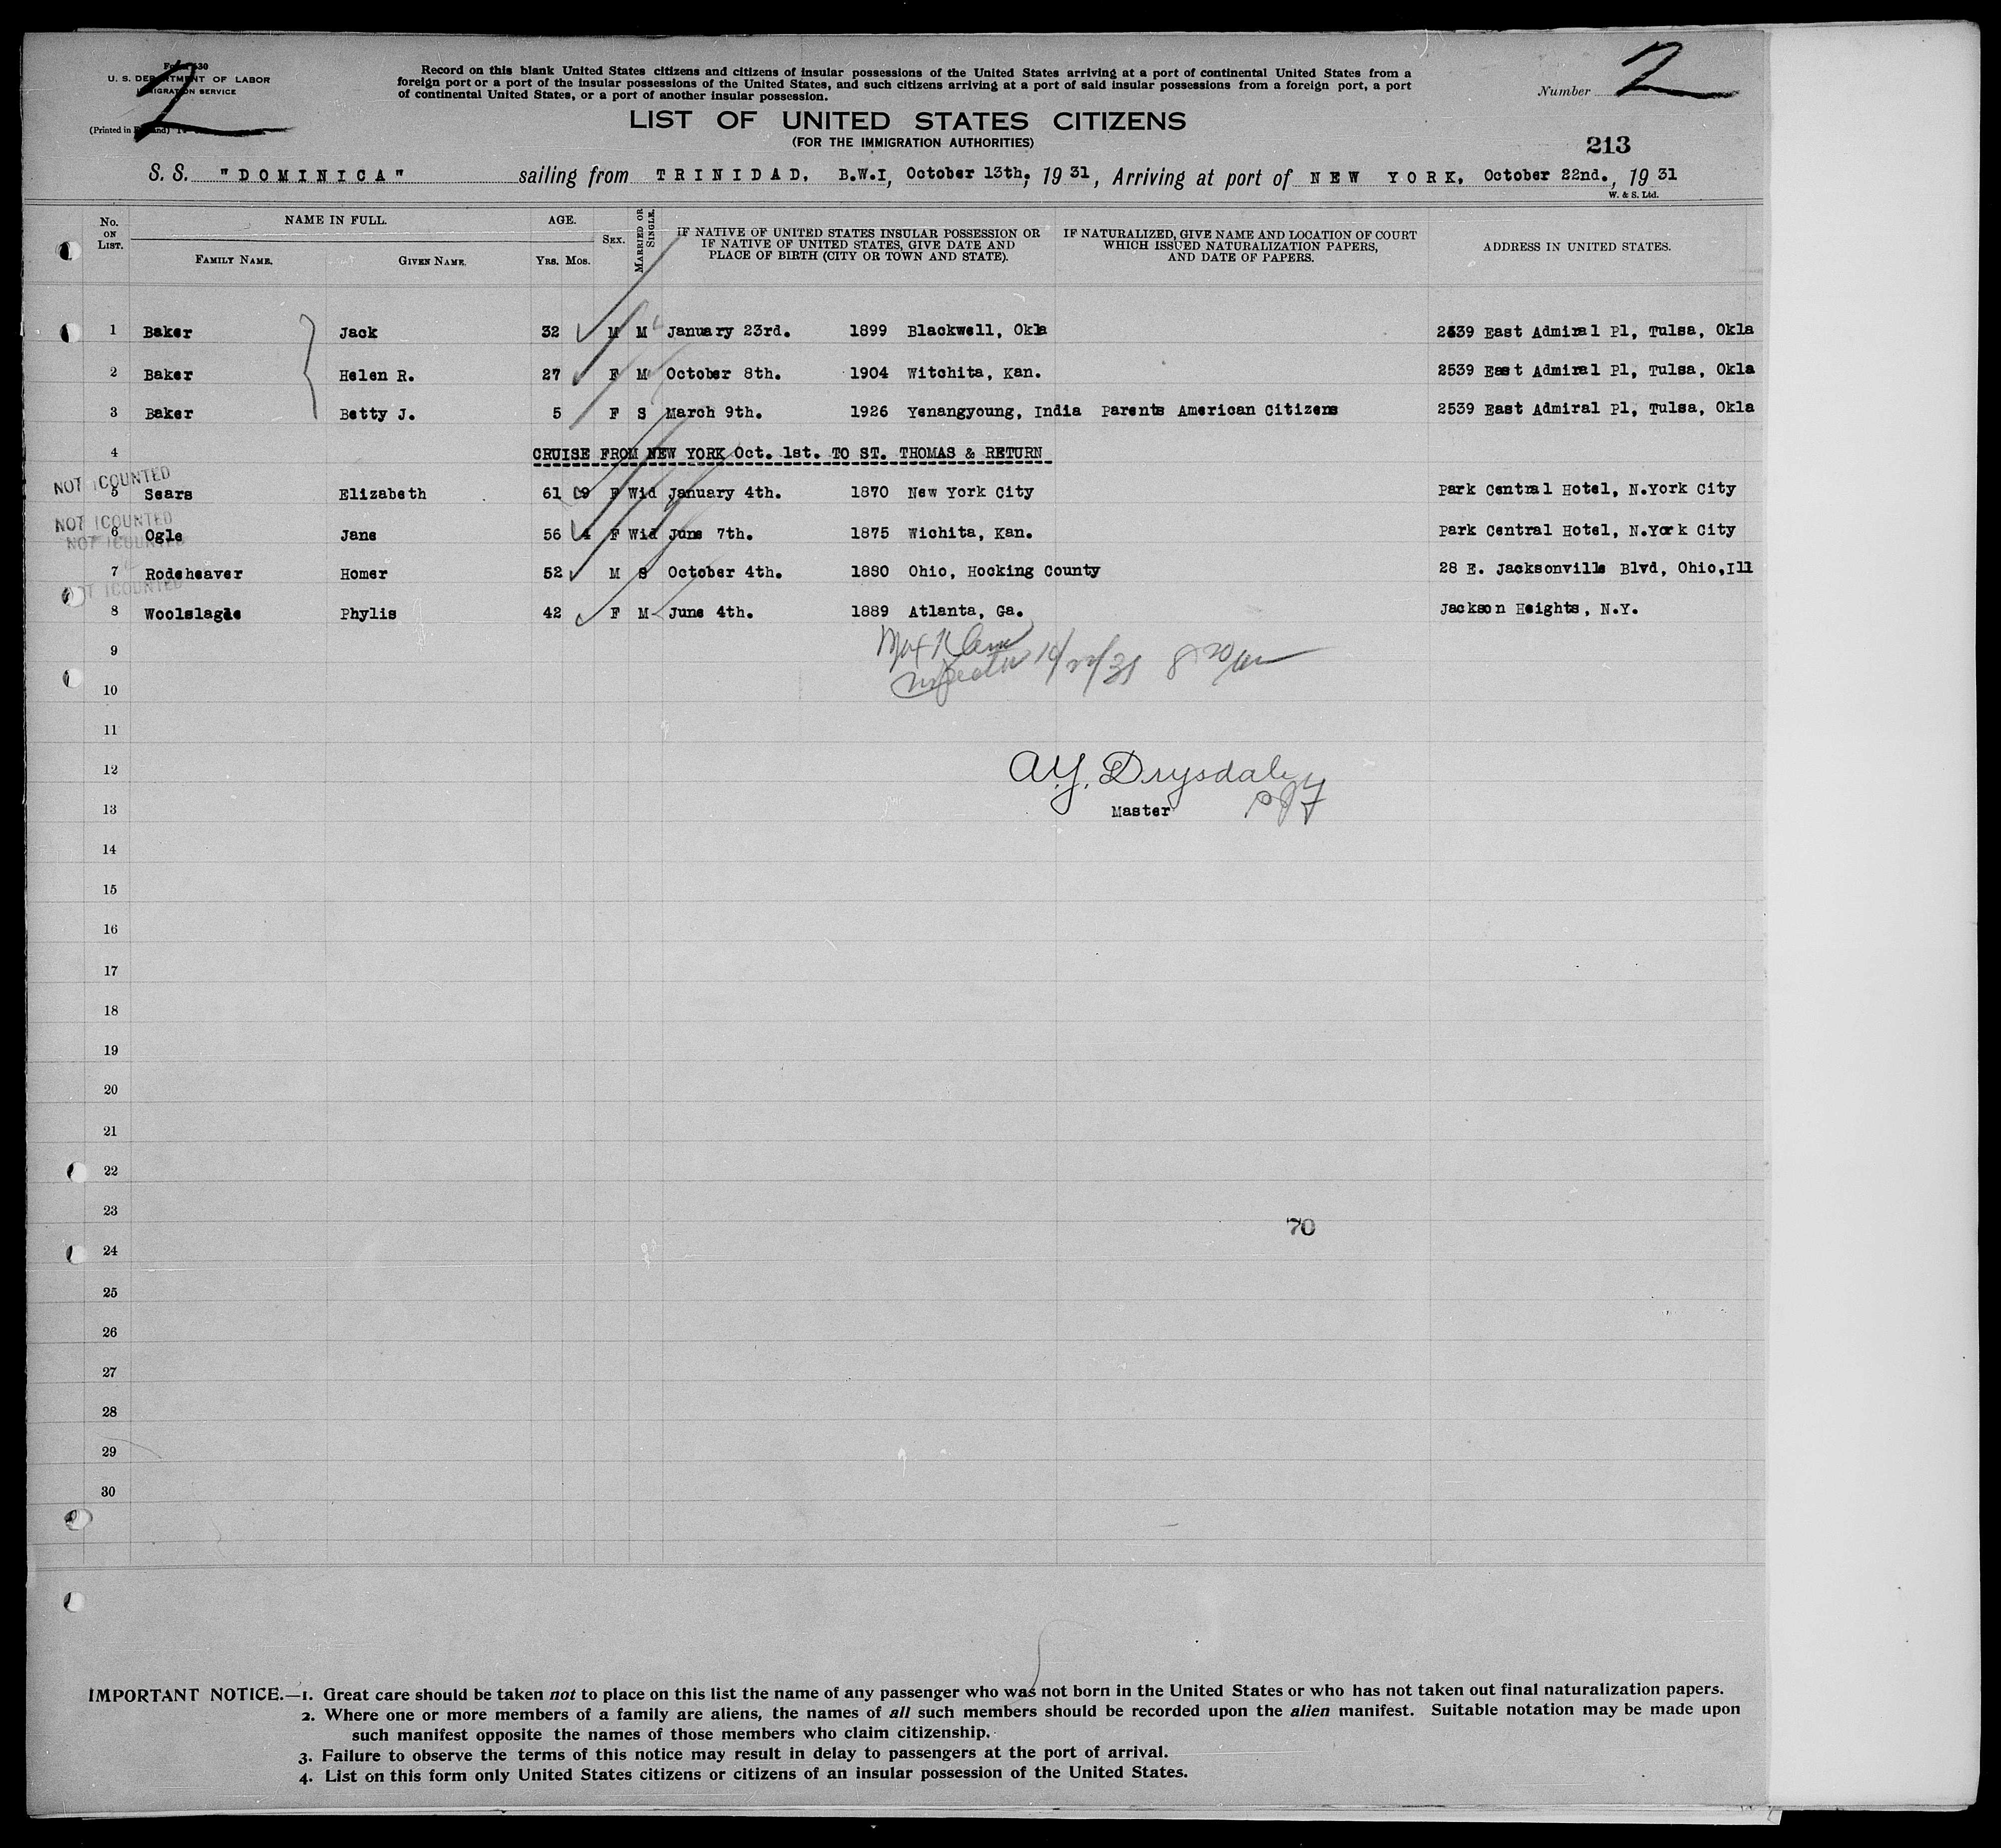 Record on this blank United States citizens and citizens of insular possessions of the United States arriving at a port of continental United States from a
foreign port or a port of the insular possessions of the United States, and such citizens arriving at a port of said insular possessions from a foreign port, a port
of continental United States, or a port of another insular possession.
U. S. DEPARTMENT OF LABOR
IMMIGRATION SERVICE
(Printed in England)
2
Number 2
LIST OF UNITED STATES CITIZENS
(FOR THE IMMIGRATION AUTHORITIES)
213
S. S. "DOMINICA" sailing from TRINIDAD, B.W.I, October 13th, 1931, Arriving at port of NEW YORK, October 22nd., 1931
W. & S. Ltd.
No. ON LIST. NAME IN FULL. FAMILY NAME. GIVEN NAME. AGE. YRS. MOS. SEX. MARRIED OR SINGLE. IF NATIVE OF UNITED STATES INSULAR POSSESSION OR IF NATIVE OF UNITED STATES, GIVE DATE AND PLACE OF BIRTH (CITY OR TOWN AND STATE). IF NATURALIZED, GIVE NAME AND LOCATION OF COURT WHICH ISSUED NATURALIZATION PAPERS, AND DATE OF PAPERS. ADDRESS IN UNITED STATES.
1 Baker Jack 32 M M January 23rd. 1899 Blackwell, Okla 2539 East Admiral Pl, Tulsa, Okla
2 Baker Helen R. 27 F M October 8th. 1904 Witchita, Kan. 2539 East Admiral Pl, Tulsa, Okla
3 Baker Betty J. 5 F S March 9th. 1926 Yenangyoung, India Parents American Citizens 2539 East Admiral Pl, Tulsa, Okla
4 CRUISE FROM NEW YORK Oct. 1st. TO ST. THOMAS & RETURN
NOT COUNTED
5 Sears Elizabeth 61 9 F Wid January 4th. 1870 New York City Park Central Hotel, N.York City
NOT COUNTED
6 Ogle Jane 56 4 F Wid June 7th. 1875 Wichita, Kan. Park Central Hotel, N.York City
NOT COUNTED
7 Rodeheaver Homer 52 M S October 4th. 1880 Ohio, Hocking County 28 E. Jacksonville Blvd, Ohio, Ill
NOT COUNTED
8 Woolslagle Phylis 42 F M June 4th. 1889 Atlanta, Ga. Jackson Heights, N.Y.
9
Inspector 10/22/31 8 20 am
10
11
12 A.Y. Drysdale
13 Master
14
15
16
17
18
19
20
21
22
23
70
24
25
26
27
28
29
30
IMPORTANT NOTICE.—1. Great care should be taken not to place on this list the name of any passenger who was not born in the United States or who has not taken out final naturalization papers.
2. Where one or more members of a family are aliens, the names of all such members should be recorded upon the alien manifest. Suitable notation may be made upon
such manifest opposite the names of those members who claim citizenship.
3. Failure to observe the terms of this notice may result in delay to passengers at the port of arrival.
4. List on this form only United States citizens or citizens of an insular possession of the United States.